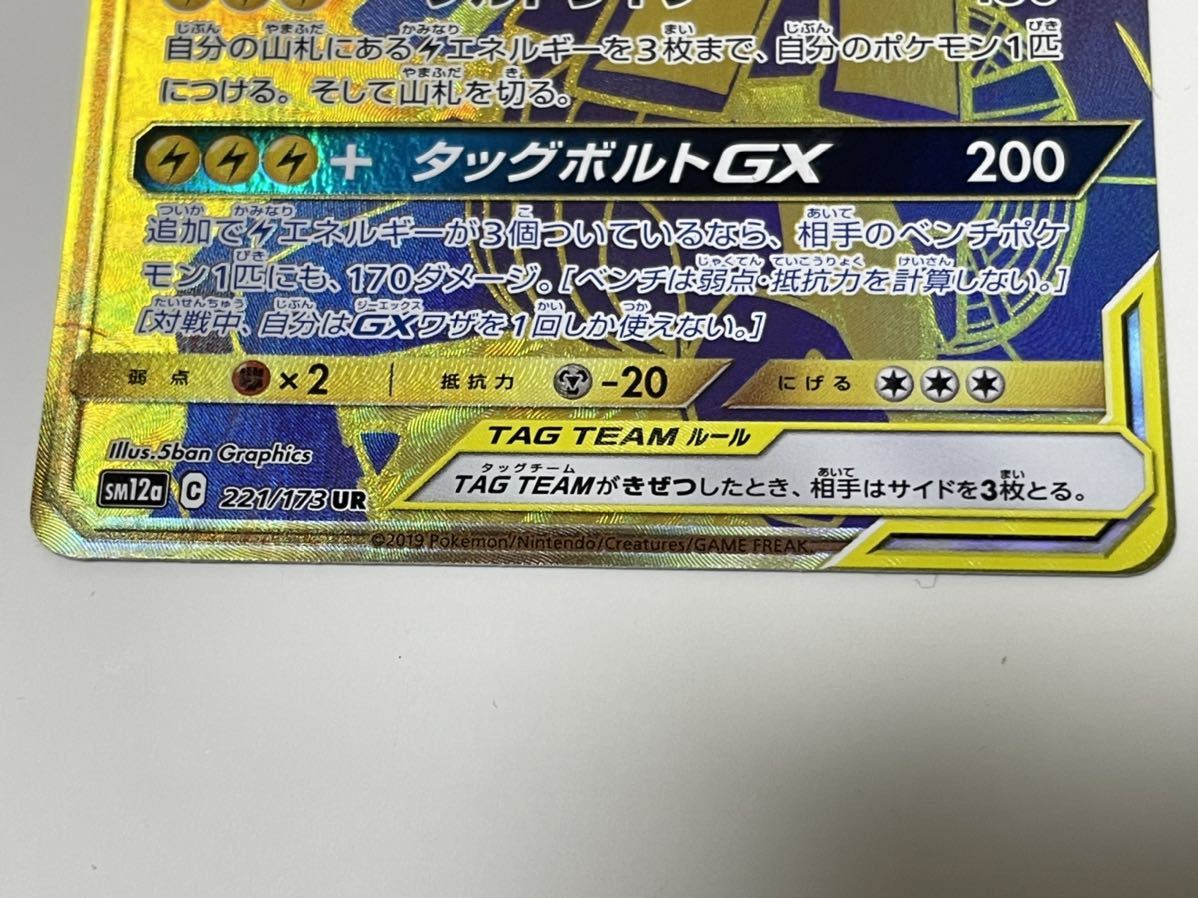 自分の山札にあるエネルギーを3枚まで、自分のポケモン1匹
につける。そして山札を切る。
+ タッグボルトGX 200
追加でエネルギーが3個ついているなら、相手のベンチポケ
モン1匹にも、170ダメージ。[ベンチは弱点・抵抗力を計算しない。]
[対戦中、自分はGXワザを1回しか使えない。]
弱点 ×2 抵抗力 -20 にげる
TAG TEAM ルール
TAG TEAMがきぜつしたとき、相手はサイドを3枚とる。
Illus.5ban Graphics
SM12a C 221/173 UR
©2019 Pokémon/Nintendo/Creatures/GAME FREAK.